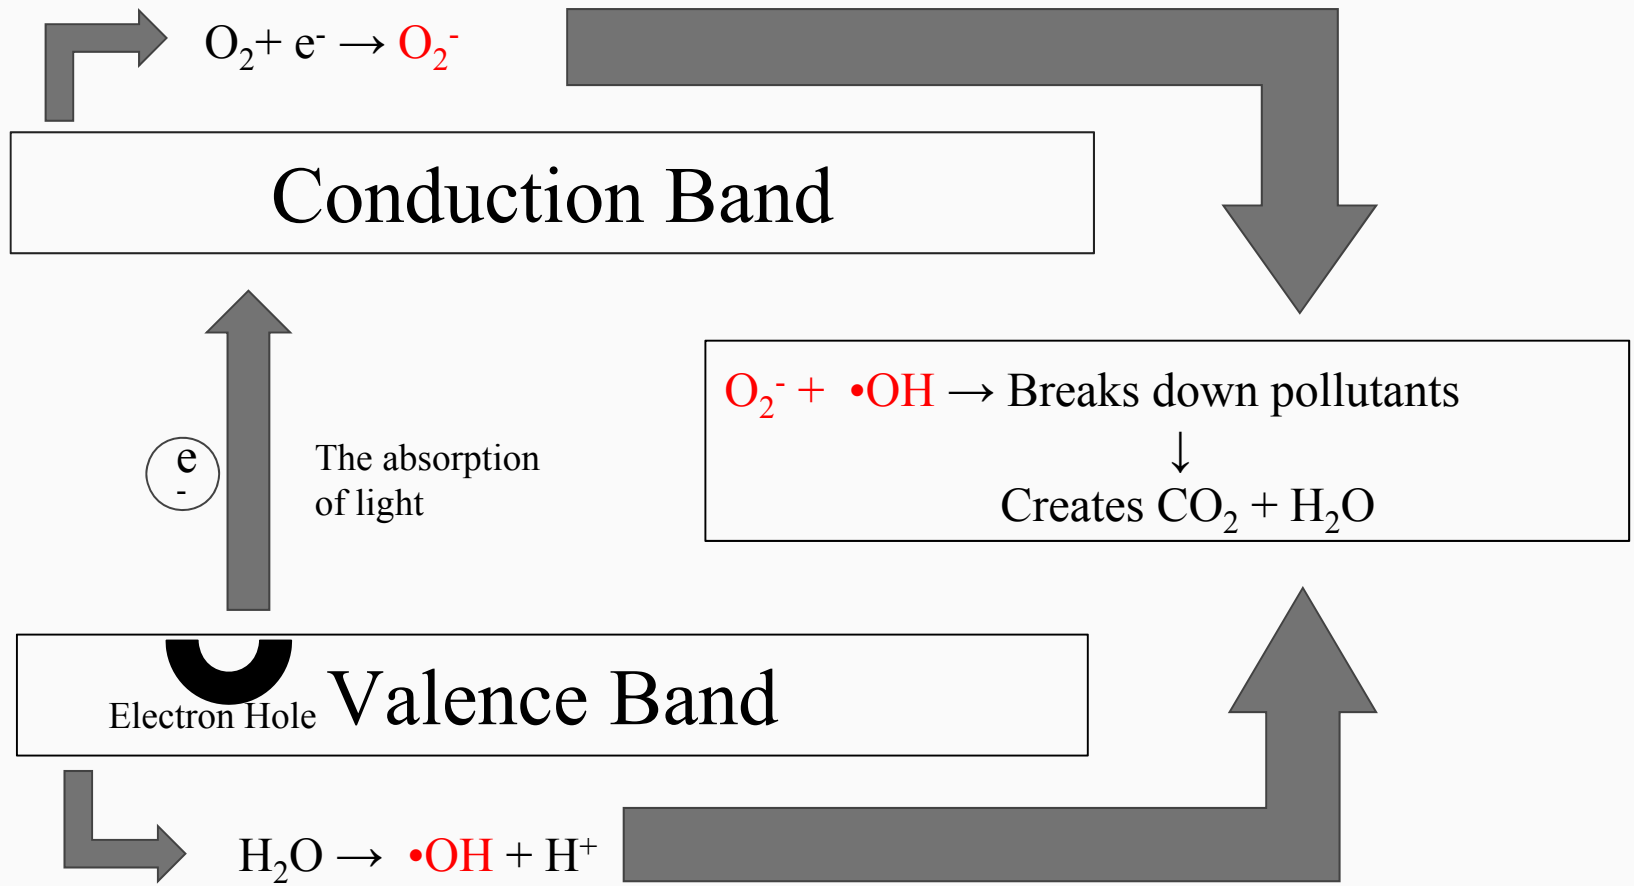 O₂+ e⁻ → O₂⁻
Conduction Band
e
-
The absorption
of light
O₂⁻ + •OH → Breaks down pollutants
↓
Creates CO₂ + H₂O
Electron Hole
Valence Band
H₂O → •OH + H⁺